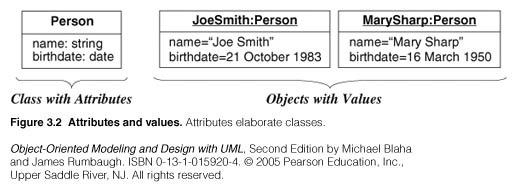 Person
name: string
birthdate: date
JoeSmith:Person
name=“Joe Smith”
birthdate=21 October 1983
MarySharp:Person
name=“Mary Sharp”
birthdate=16 March 1950
Class with Attributes
Objects with Values
Figure 3.2 Attributes and values. Attributes elaborate classes.
Object-Oriented Modeling and Design with UML, Second Edition by Michael Blaha
and James Rumbaugh. ISBN 0-13-1-015920-4. © 2005 Pearson Education, Inc.,
Upper Saddle River, NJ. All rights reserved.